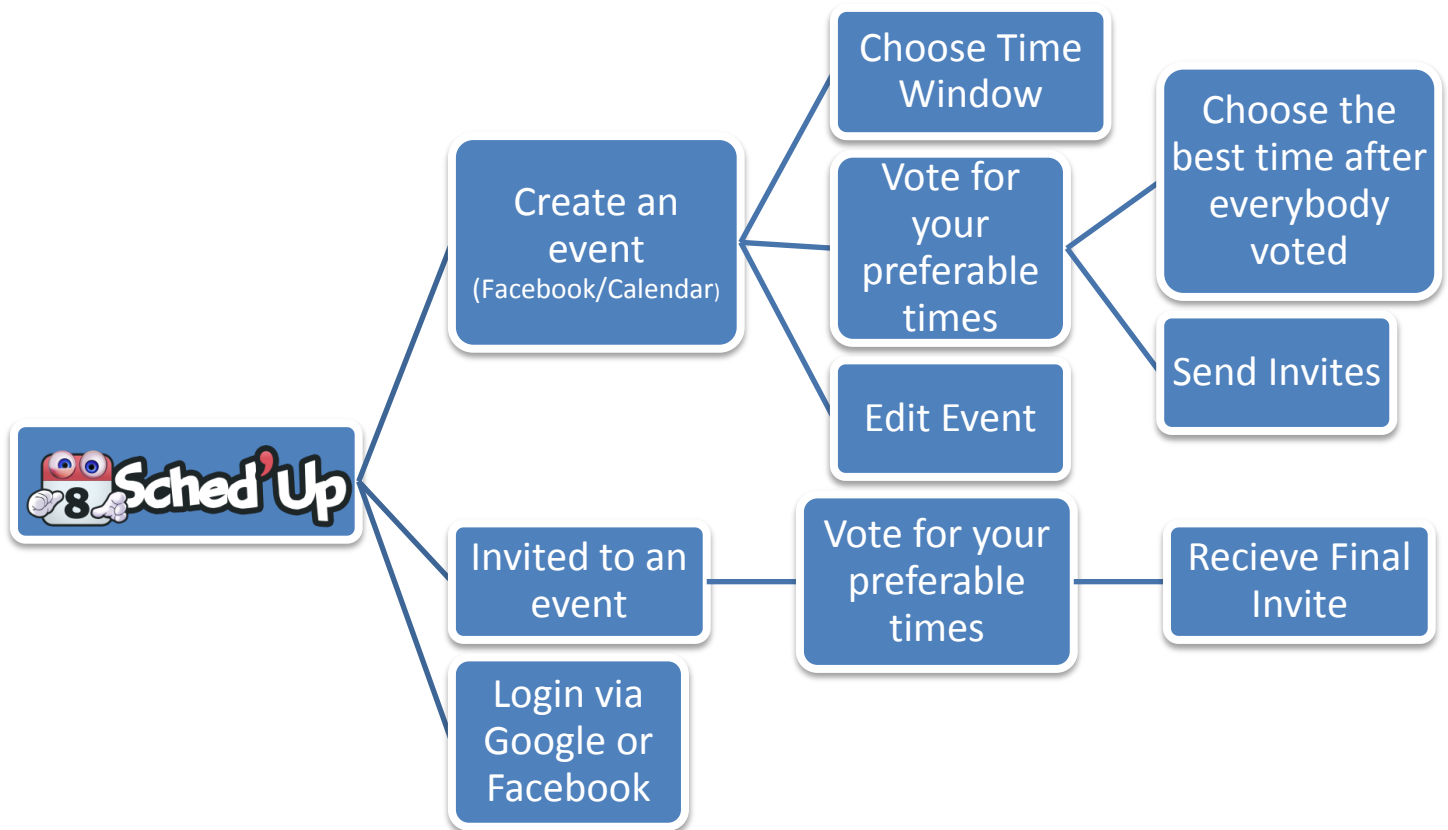 Choose Time
Window
Create an
event
(Facebook/Calendar)
Vote for
your
preferable
times
Choose the
best time after
everybody
voted
Send Invites
Edit Event
8
Sched'Up
Invited to an
event
Vote for your
preferable
times
Recieve Final
Invite
Login via
Google or
Facebook